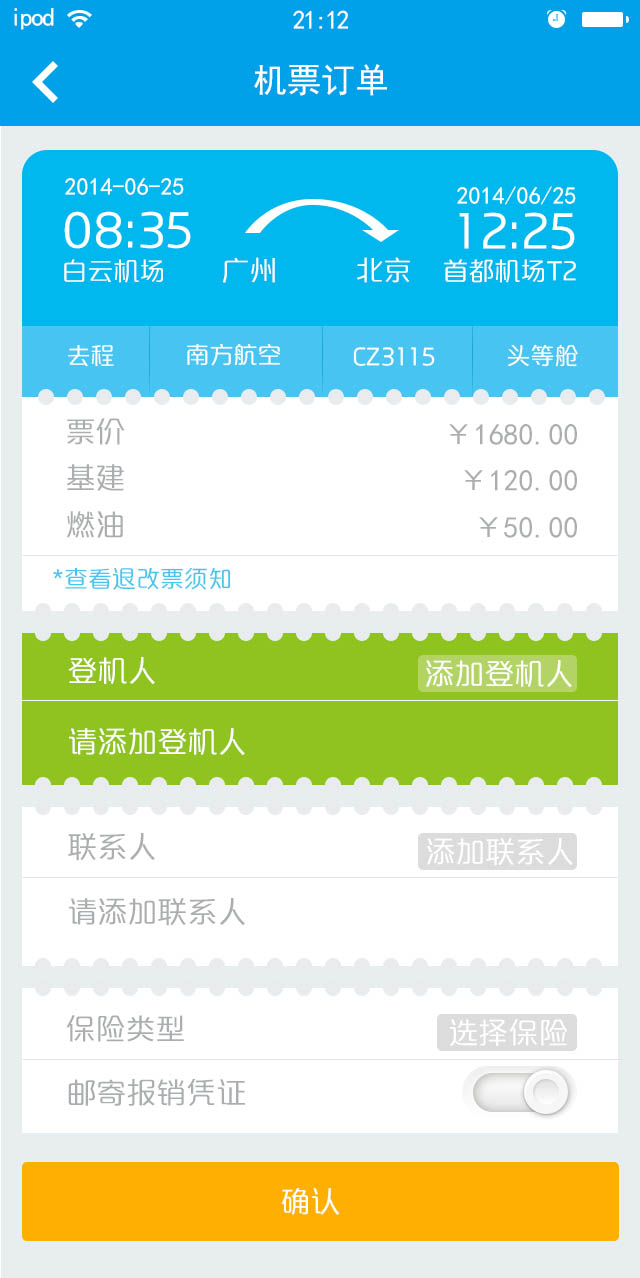 ipod 21:12
机票订单
2014-06-25 2014/06/25
08:35 12:25
白云机场 广州 北京 首都机场T2
去程 南方航空 CZ3115 头等舱
票价 ￥1680.00
基建 ￥120.00
燃油 ￥50.00
*查看退改票须知
登机人 添加登机人
请添加登机人
联系人 添加联系人
请添加联系人
保险类型 选择保险
邮寄报销凭证
确认